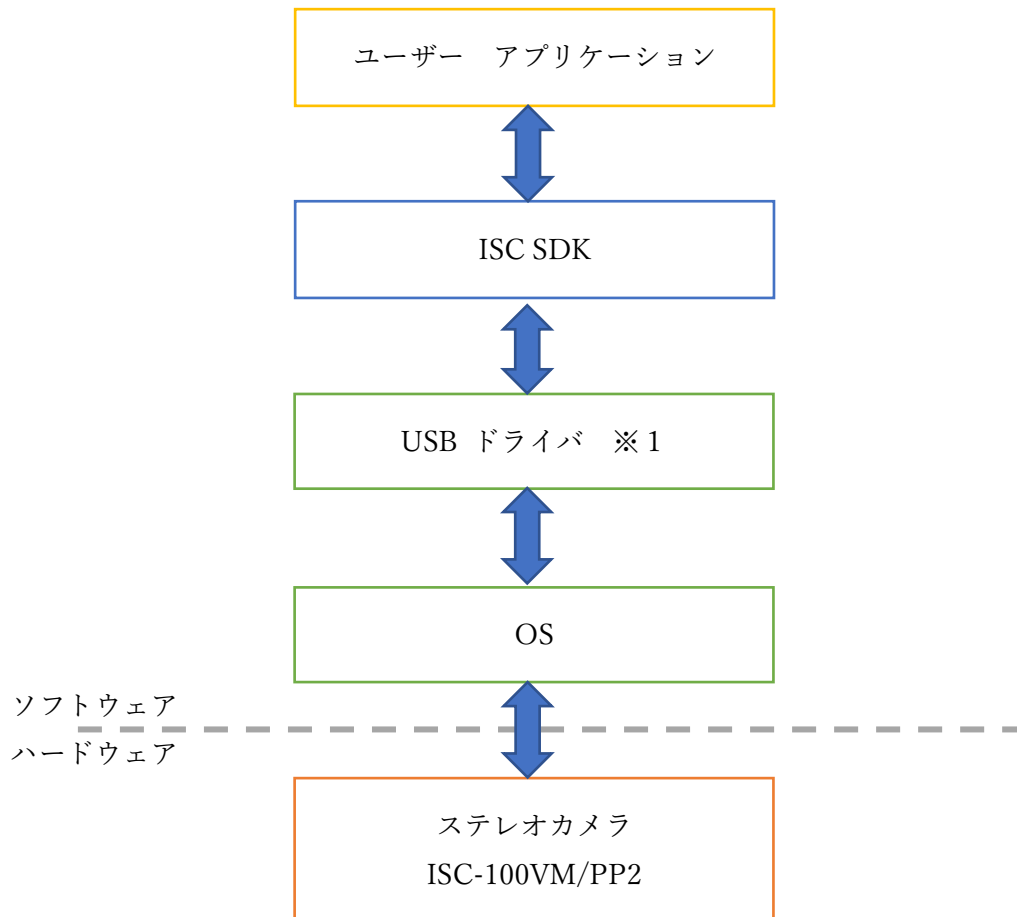 ユーザー　アプリケーション
ISC SDK
USB ドライバ　※１
OS
ソフトウェア
ハードウェア
ステレオカメラ
ISC-100VM/PP2